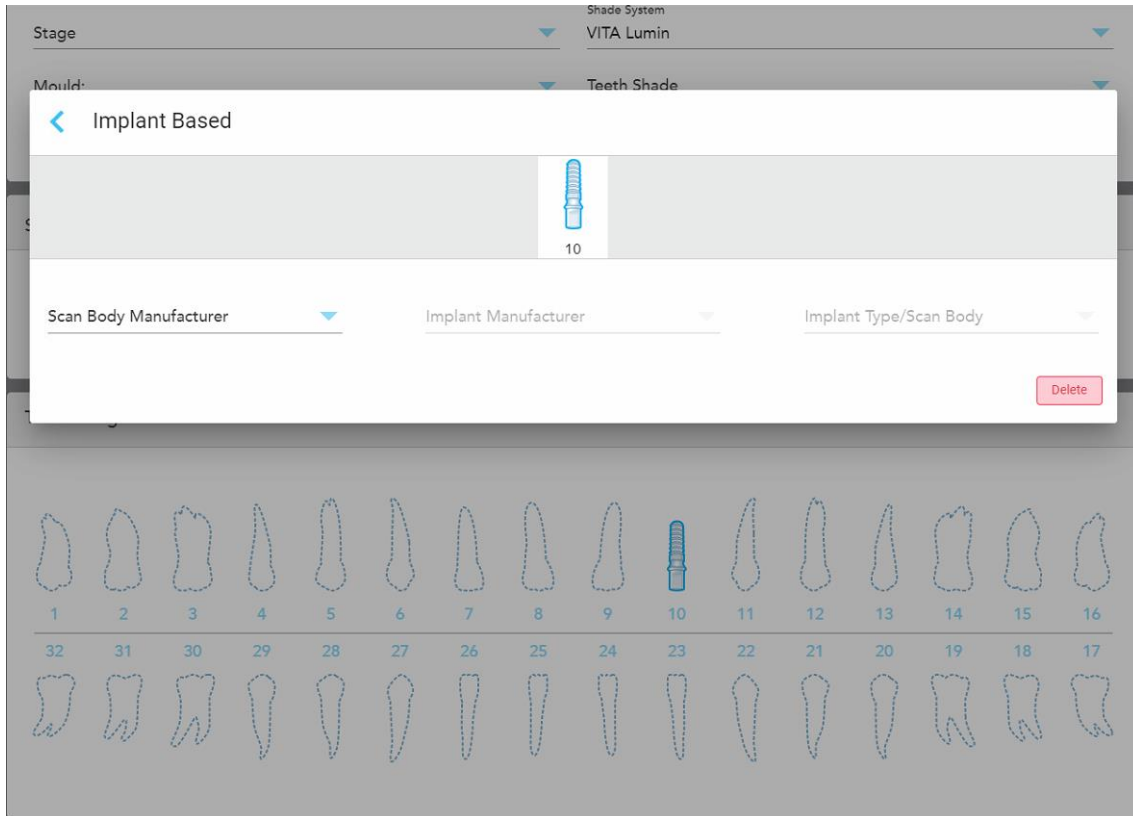 Shade System
Stage
VITA Lumin
Mould:
Teeth Shade
Implant Based
10
Scan Body Manufacturer
Implant Manufacturer
Implant Type/Scan Body
Delete
1 2 3 4 5 6 7 8 9 10 11 12 13 14 15 16
32 31 30 29 28 27 26 25 24 23 22 21 20 19 18 17